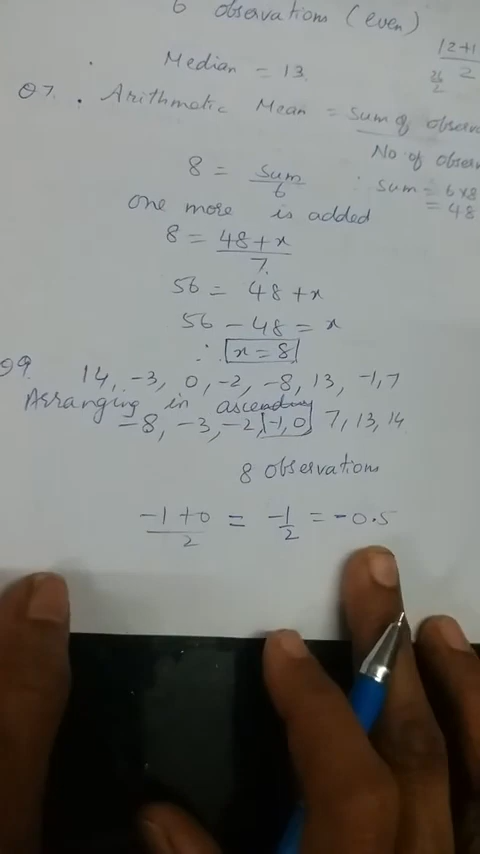 6 observations (even)
Median = 13.
12+1
2
Q7. Arithmatic Mean = Sum of observa
No of observ
8 = Sum
6
∴ Sum = 6×8
= 48
one more is added
8 = 48+x
7
56 = 48+x
56 - 48 = x
∴ x = 8
Q9. 14, -3, 0, -2, -8, 13, -1, 7
Arranging in ascending
-8, -3, -2, -1, 0, 7, 13, 14
8 observations
-1+0 = -1 = -0.5
2 2